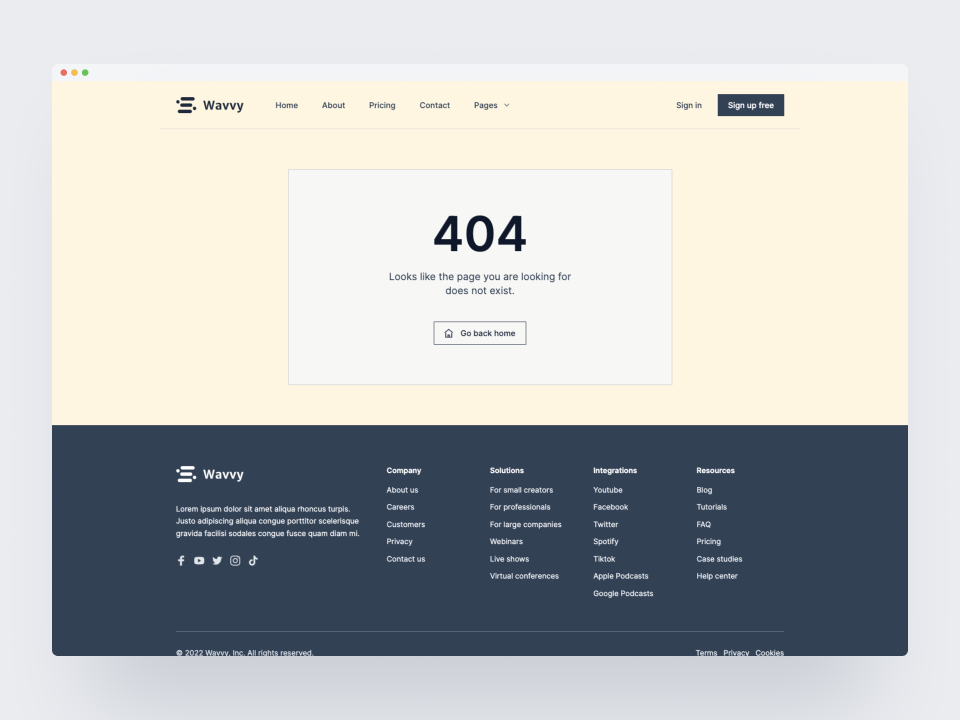 Wavvy
Home About Pricing Contact Pages
Sign in Sign up free
404
Looks like the page you are looking for
does not exist.
Go back home
Wavvy
Lorem ipsum dolor sit amet aliqua rhoncus turpis.
Justo adipiscing aliqua congue porttitor scelerisque
gravida facilisi sodales congue fusce quam diam mi.
Company
About us
Careers
Customers
Privacy
Contact us
Solutions
For small creators
For professionals
For large companies
Webinars
Live shows
Virtual conferences
Integrations
Youtube
Facebook
Twitter
Spotify
Tiktok
Apple Podcasts
Google Podcasts
Resources
Blog
Tutorials
FAQ
Pricing
Case studies
Help center
© 2022 Wavvy, Inc. All rights reserved.
Terms Privacy Cookies